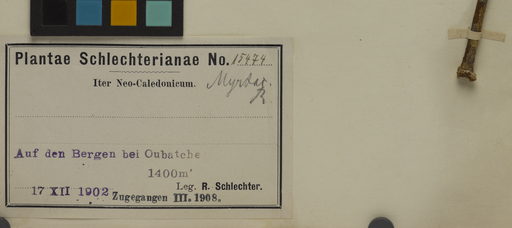 Plantae Schlechterianae No. 15474
Iter Neo-Caledonicum.
Myrtac.
Auf den Bergen bei Oubatche
1400m
17 XII 1902
Leg. R. Schlechter.
Zugegangen III. 1908.